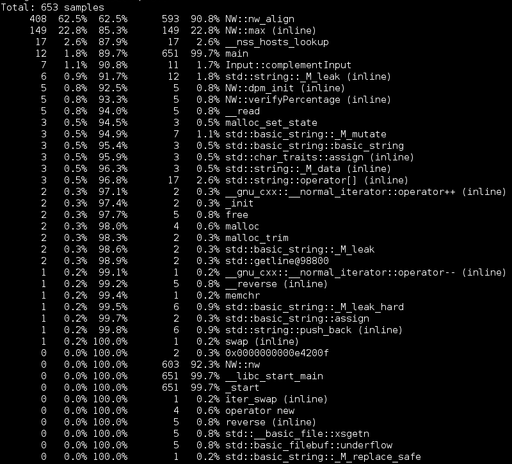 Total: 653 samples
408 62.5% 62.5% 593 90.8% NW::nw_align
149 22.8% 85.3% 149 22.8% NW::max (inline)
17 2.6% 87.9% 17 2.6% __nss_hosts_lookup
12 1.8% 89.7% 651 99.7% main
7 1.1% 90.8% 11 1.7% Input::complementInput
6 0.9% 91.7% 12 1.8% std::string::_M_leak (inline)
5 0.8% 92.5% 5 0.8% NW::dpm_init (inline)
5 0.8% 93.3% 5 0.8% NW::verifyPercentage (inline)
5 0.8% 94.0% 5 0.8% __read
3 0.5% 94.5% 3 0.5% malloc_set_state
3 0.5% 94.9% 7 1.1% std::basic_string::_M_mutate
3 0.5% 95.4% 3 0.5% std::basic_string::basic_string
3 0.5% 95.9% 3 0.5% std::char_traits::assign (inline)
3 0.5% 96.3% 3 0.5% std::string::_M_data (inline)
3 0.5% 96.8% 17 2.6% std::string::operator[] (inline)
2 0.3% 97.1% 2 0.3% __gnu_cxx::__normal_iterator::operator++ (inline)
2 0.3% 97.4% 2 0.3% _init
2 0.3% 97.7% 5 0.8% free
2 0.3% 98.0% 4 0.6% malloc
2 0.3% 98.3% 2 0.3% malloc_trim
2 0.3% 98.6% 2 0.3% std::basic_string::_M_leak
2 0.3% 98.9% 2 0.3% std::getline@98800
1 0.2% 99.1% 1 0.2% __gnu_cxx::__normal_iterator::operator-- (inline)
1 0.2% 99.2% 5 0.8% __reverse (inline)
1 0.2% 99.4% 1 0.2% memchr
1 0.2% 99.5% 6 0.9% std::basic_string::_M_leak_hard
1 0.2% 99.7% 2 0.3% std::basic_string::assign
1 0.2% 99.8% 6 0.9% std::string::push_back (inline)
1 0.2% 100.0% 1 0.2% swap (inline)
0 0.0% 100.0% 2 0.3% 0x0000000000e4200f
0 0.0% 100.0% 603 92.3% NW::nw
0 0.0% 100.0% 651 99.7% __libc_start_main
0 0.0% 100.0% 651 99.7% _start
0 0.0% 100.0% 1 0.2% iter_swap (inline)
0 0.0% 100.0% 4 0.6% operator new
0 0.0% 100.0% 5 0.8% reverse (inline)
0 0.0% 100.0% 5 0.8% std::__basic_file::xsgetn
0 0.0% 100.0% 5 0.8% std::basic_filebuf::underflow
0 0.0% 100.0% 1 0.2% std::basic_string::_M_replace_safe